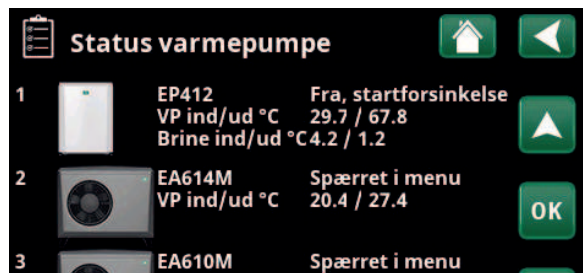 Status varmepumpe
1 EP412 Fra, startforsinkelse
VP ind/ud °C 29.7 / 67.8
Brine ind/ud °C 4.2 / 1.2
2 EA614M Spærret i menu
VP ind/ud °C 20.4 / 27.4
OK
3 EA610M Spærret i menu